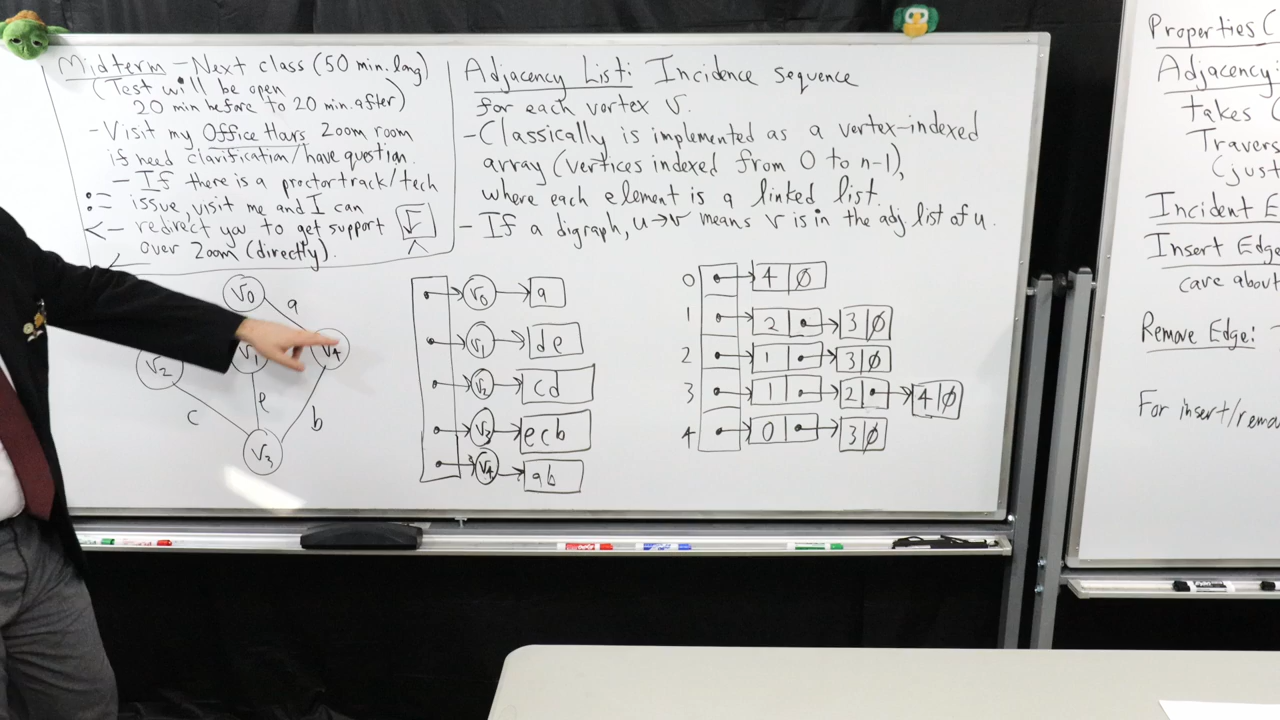 Midterm - Next class (50 min. long)
(Test will be open
20 min before to 20 min. after)
- Visit my Office Hours Zoom room
if need clarification/have question.
- If there is a proctortrack/tech
issue, visit me and I can
redirect you to get support
over Zoom (directly).
Adjacency List: Incidence sequence
for each vertex v.
- Classically is implemented as a vertex-indexed
array (vertices indexed from 0 to n-1),
where each element is a linked list.
- If a digraph, u→v means v is in the adj. list of u.
v0
a
v2
v1
v4
c
e
b
v3
v0 a
v1 de
v2 cd
v3 ecb
v4 ab
0 4 ∅
1 2 3 ∅
2 1 3 ∅
3 1 2 4 ∅
4 0 3 ∅
Properties (
Adjacency:
takes (
Travers
(just
Incident E
Insert Edge
care about
Remove Edge:
For insert/remo